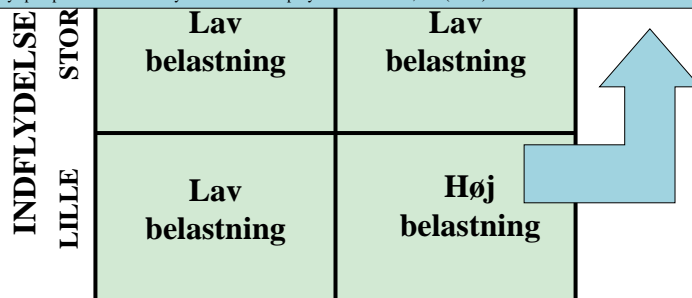 INDFLYDELSE
STOR
Lav
belastning
Lav
belastning
LILLE
Lav
belastning
Høj
belastning